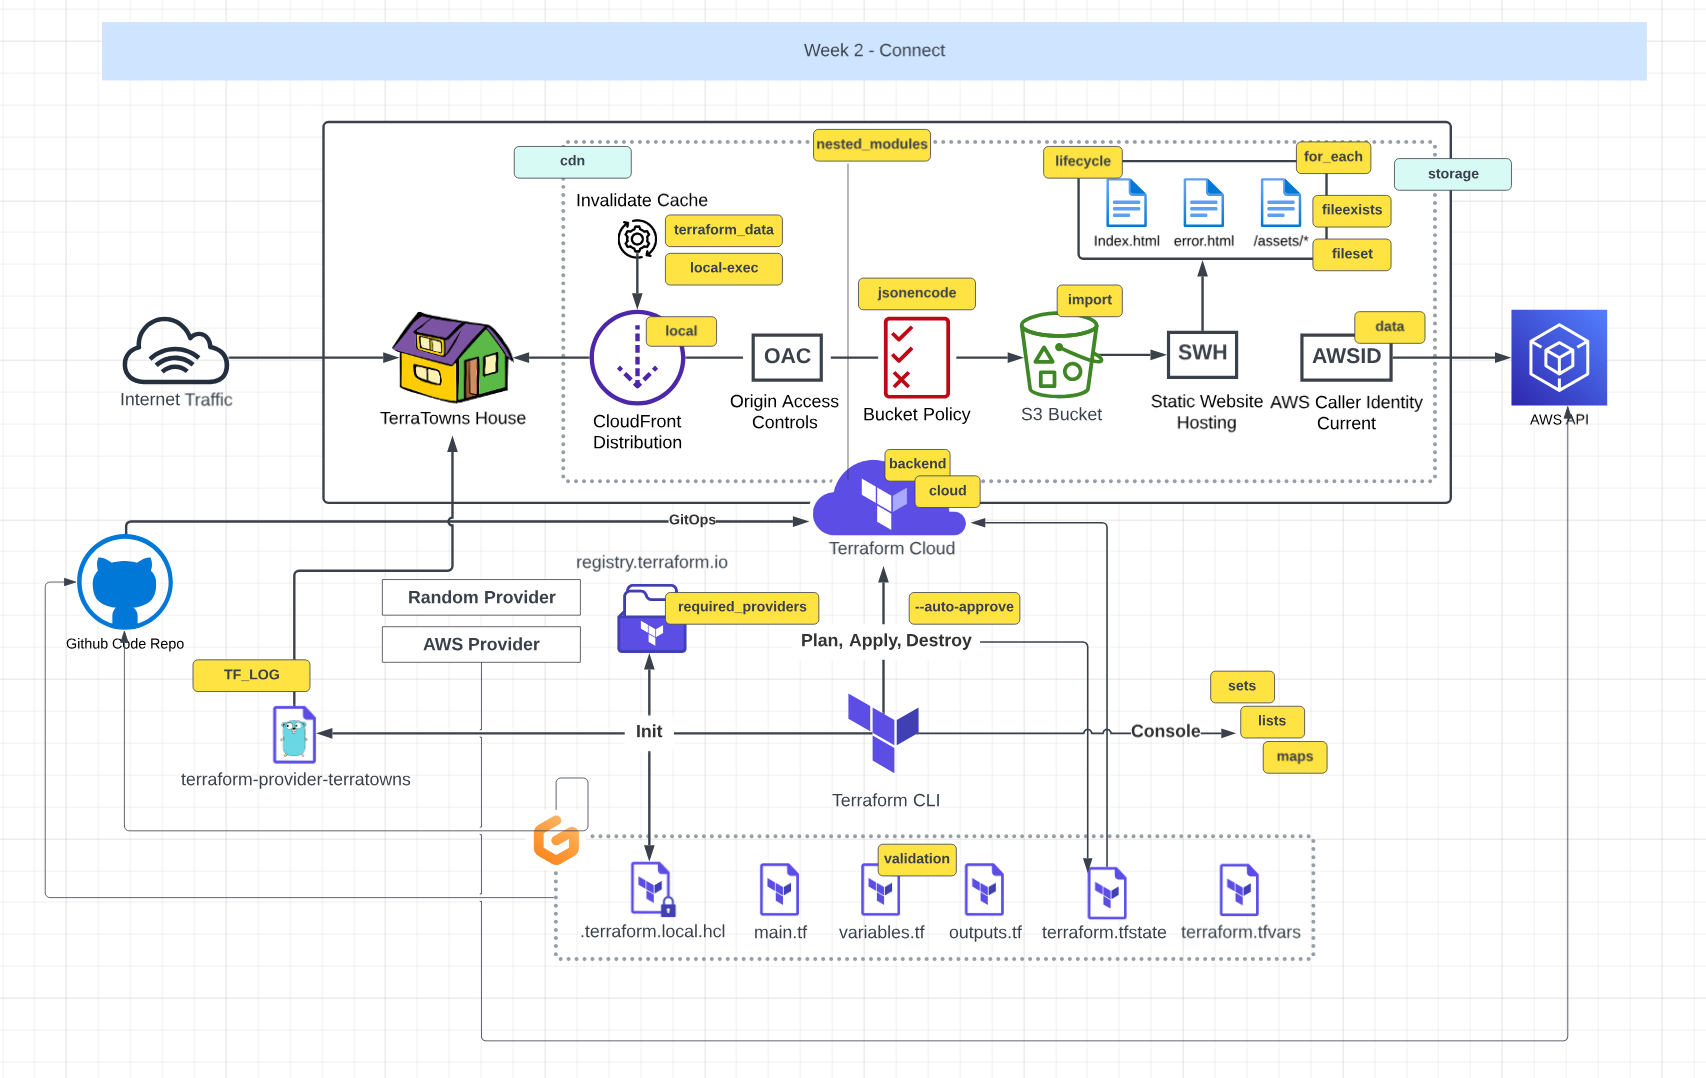 Week 2 - Connect
nested_modules
cdn
lifecycle
for_each
storage
Invalidate Cache
terraform_data
local-exec
fileexists
fileset
Index.html
error.html
/assets/*
jsonencode
import
local
data
OAC
SWH
AWSID
Internet Traffic
TerraTowns House
CloudFront
Distribution
Origin Access
Controls
Bucket Policy
S3 Bucket
Static Website
Hosting
AWS Caller Identity
Current
AWS API
backend
cloud
GitOps
Terraform Cloud
registry.terraform.io
Random Provider
required_providers
--auto-approve
AWS Provider
Plan, Apply, Destroy
Github Code Repo
TF_LOG
sets
lists
maps
Init
Console
terraform-provider-terratowns
Terraform CLI
validation
.terraform.local.hcl
main.tf
variables.tf
outputs.tf
terraform.tfstate
terraform.tfvars